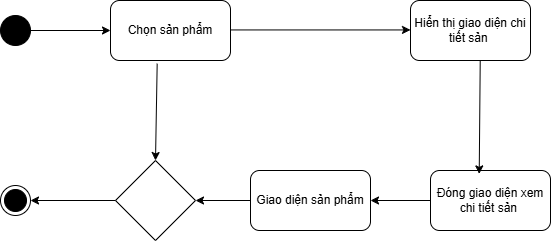 Chọn sản phẩm
Hiển thị giao diện chi
tiết sản
Giao diện sản phẩm
Đóng giao diện xem
chi tiết sản